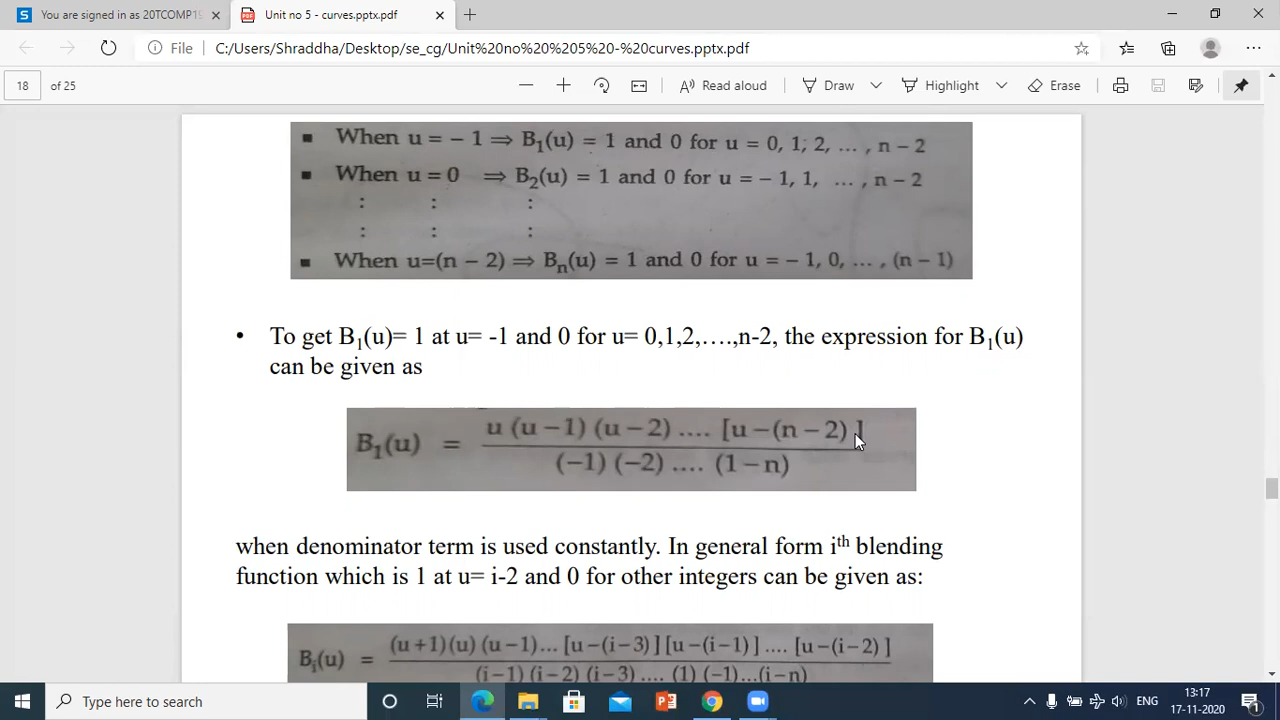 You are signed in as 20TCOMP19
Unit no 5 - curves.pptx.pdf
File C:/Users/Shraddha/Desktop/se_cg/Unit%20no%20%205%20-%20curves.pptx.pdf
18 of 25 Read aloud Draw Highlight Erase
▪ When u = – 1 ⇒ B₁(u) = 1 and 0 for u = 0, 1, 2, ... , n – 2
▪ When u = 0 ⇒ B₂(u) = 1 and 0 for u = – 1, 1, ... , n – 2
: : :
: : :
▪ When u=(n – 2) ⇒ Bₙ(u) = 1 and 0 for u = – 1, 0, ... , (n – 1)
• To get B₁(u)= 1 at u= -1 and 0 for u= 0,1,2,….,n-2, the expression for B₁(u)
can be given as
u (u – 1) (u – 2) .... [u – (n – 2) ]
B₁(u) =
(–1) (–2) .... (1 – n)
when denominator term is used constantly. In general form iᵗʰ blending
function which is 1 at u= i-2 and 0 for other integers can be given as:
(u +1) (u) (u – 1)... [u – (i – 3) ] [u – (i – 1) ] .... [u – (i – 2) ]
Bᵢ(u) =
(i – 1) (i – 2) (i – 3) .... (1) (–1)...(i – n)
Type here to search
ENG
13:17
17-11-2020
1